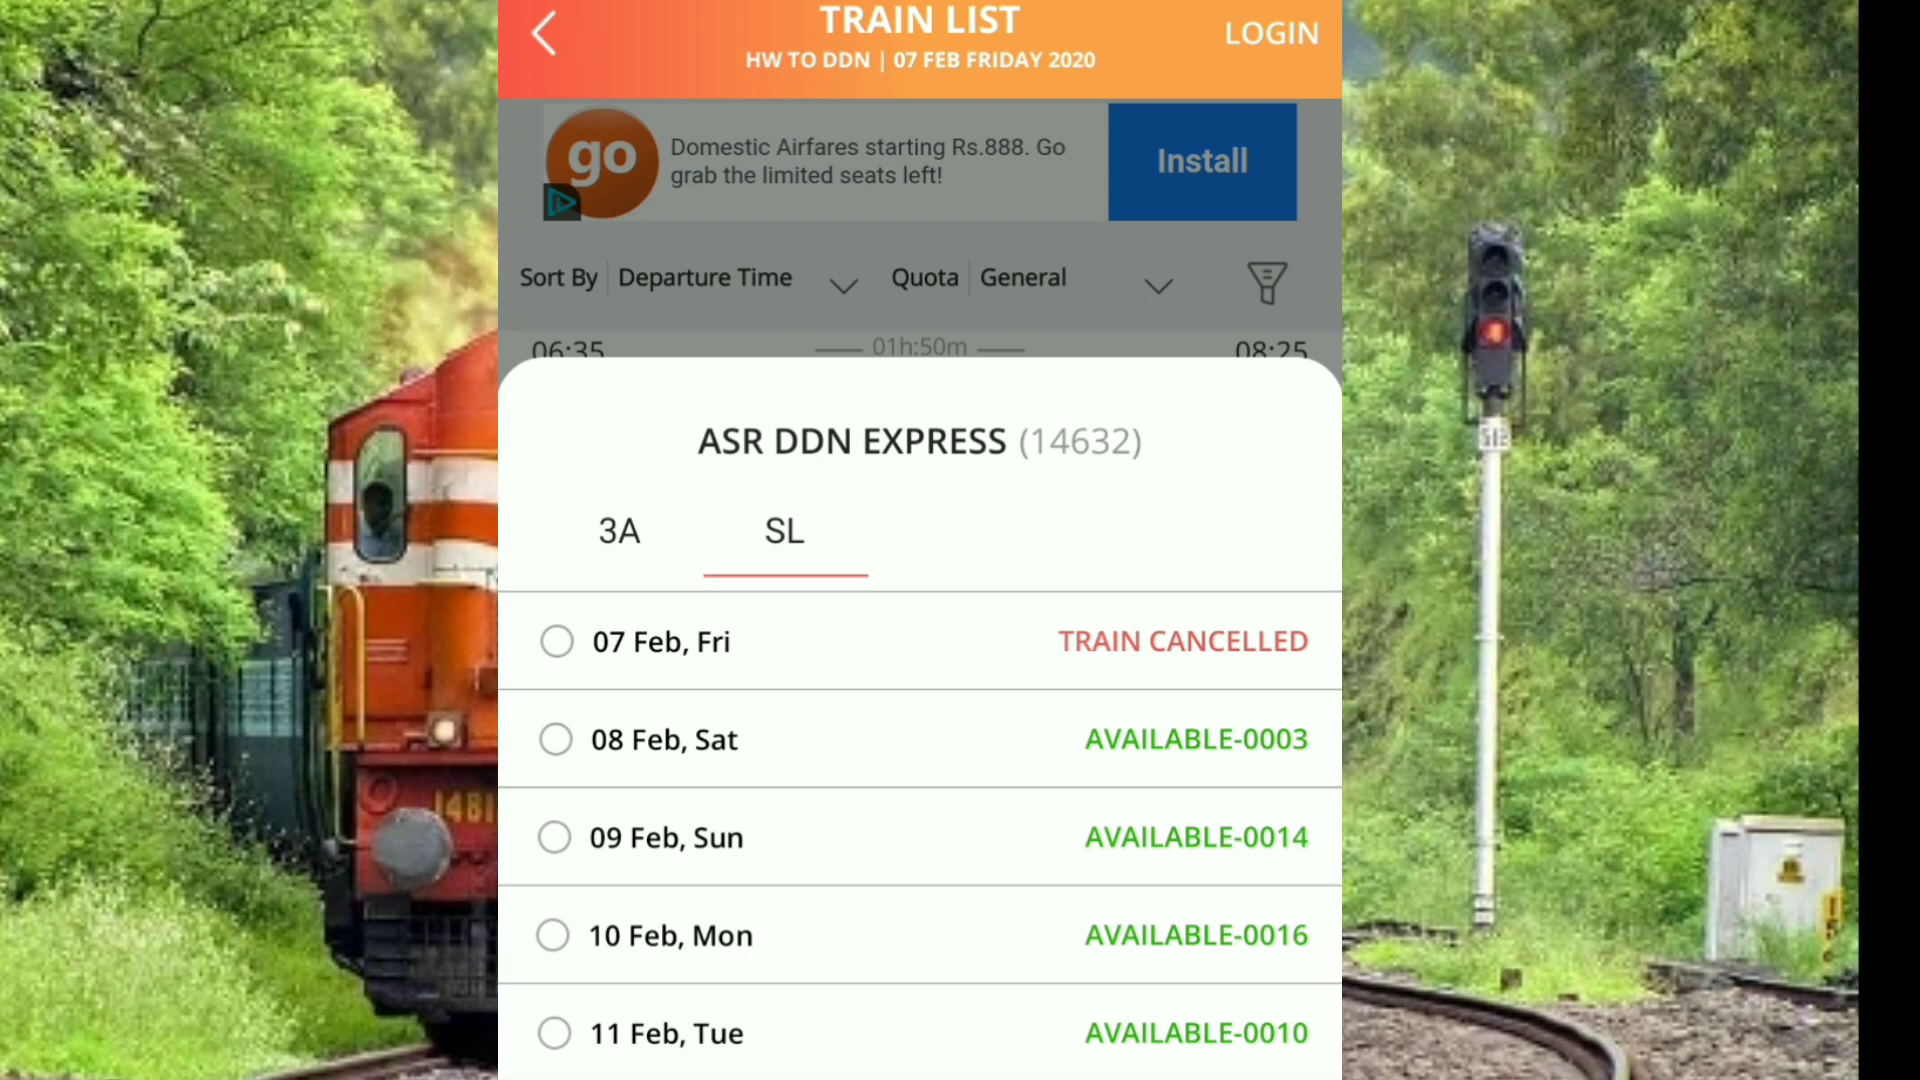 TRAIN LIST
LOGIN
HW TO DDN | 07 FEB FRIDAY 2020
go
Domestic Airfares starting Rs.888. Go
grab the limited seats left!
Install
Sort By Departure Time Quota General
06:35 01h:50m 08:25
ASR DDN EXPRESS (14632)
3A SL
07 Feb, Fri TRAIN CANCELLED
08 Feb, Sat AVAILABLE-0003
09 Feb, Sun AVAILABLE-0014
10 Feb, Mon AVAILABLE-0016
11 Feb, Tue AVAILABLE-0010